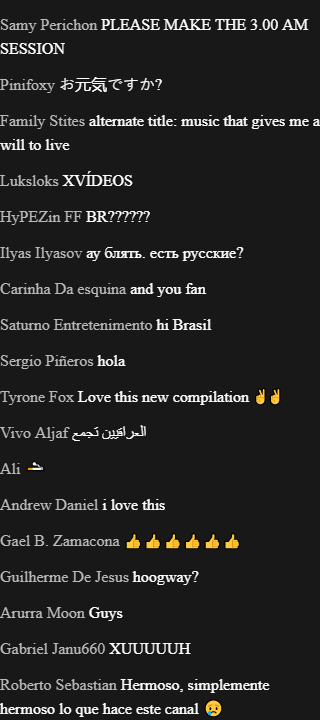 Samy Perichon PLEASE MAKE THE 3.00 AM
SESSION
Pinifoxy お元気ですか?
Family Stites alternate title: music that gives me a
will to live
Luksloks XVÍDEOS
HyPEZin FF BR??????
Ilyas Ilyasov ау блять. есть русские?
Carinha Da esquina and you fan
Saturno Entretenimento hi Brasil
Sergio Piñeros hola
Tyrone Fox Love this new compilation ✌✌
Vivo Aljaf العراقيين تجمع
Ali 🚬
Andrew Daniel i love this
Gael B. Zamacona 👍👍👍👍👍👍
Guilherme De Jesus hoogway?
Arurra Moon Guys
Gabriel Janu660 XUUUUUH
Roberto Sebastian Hermoso, simplemente
hermoso lo que hace este canal 😥